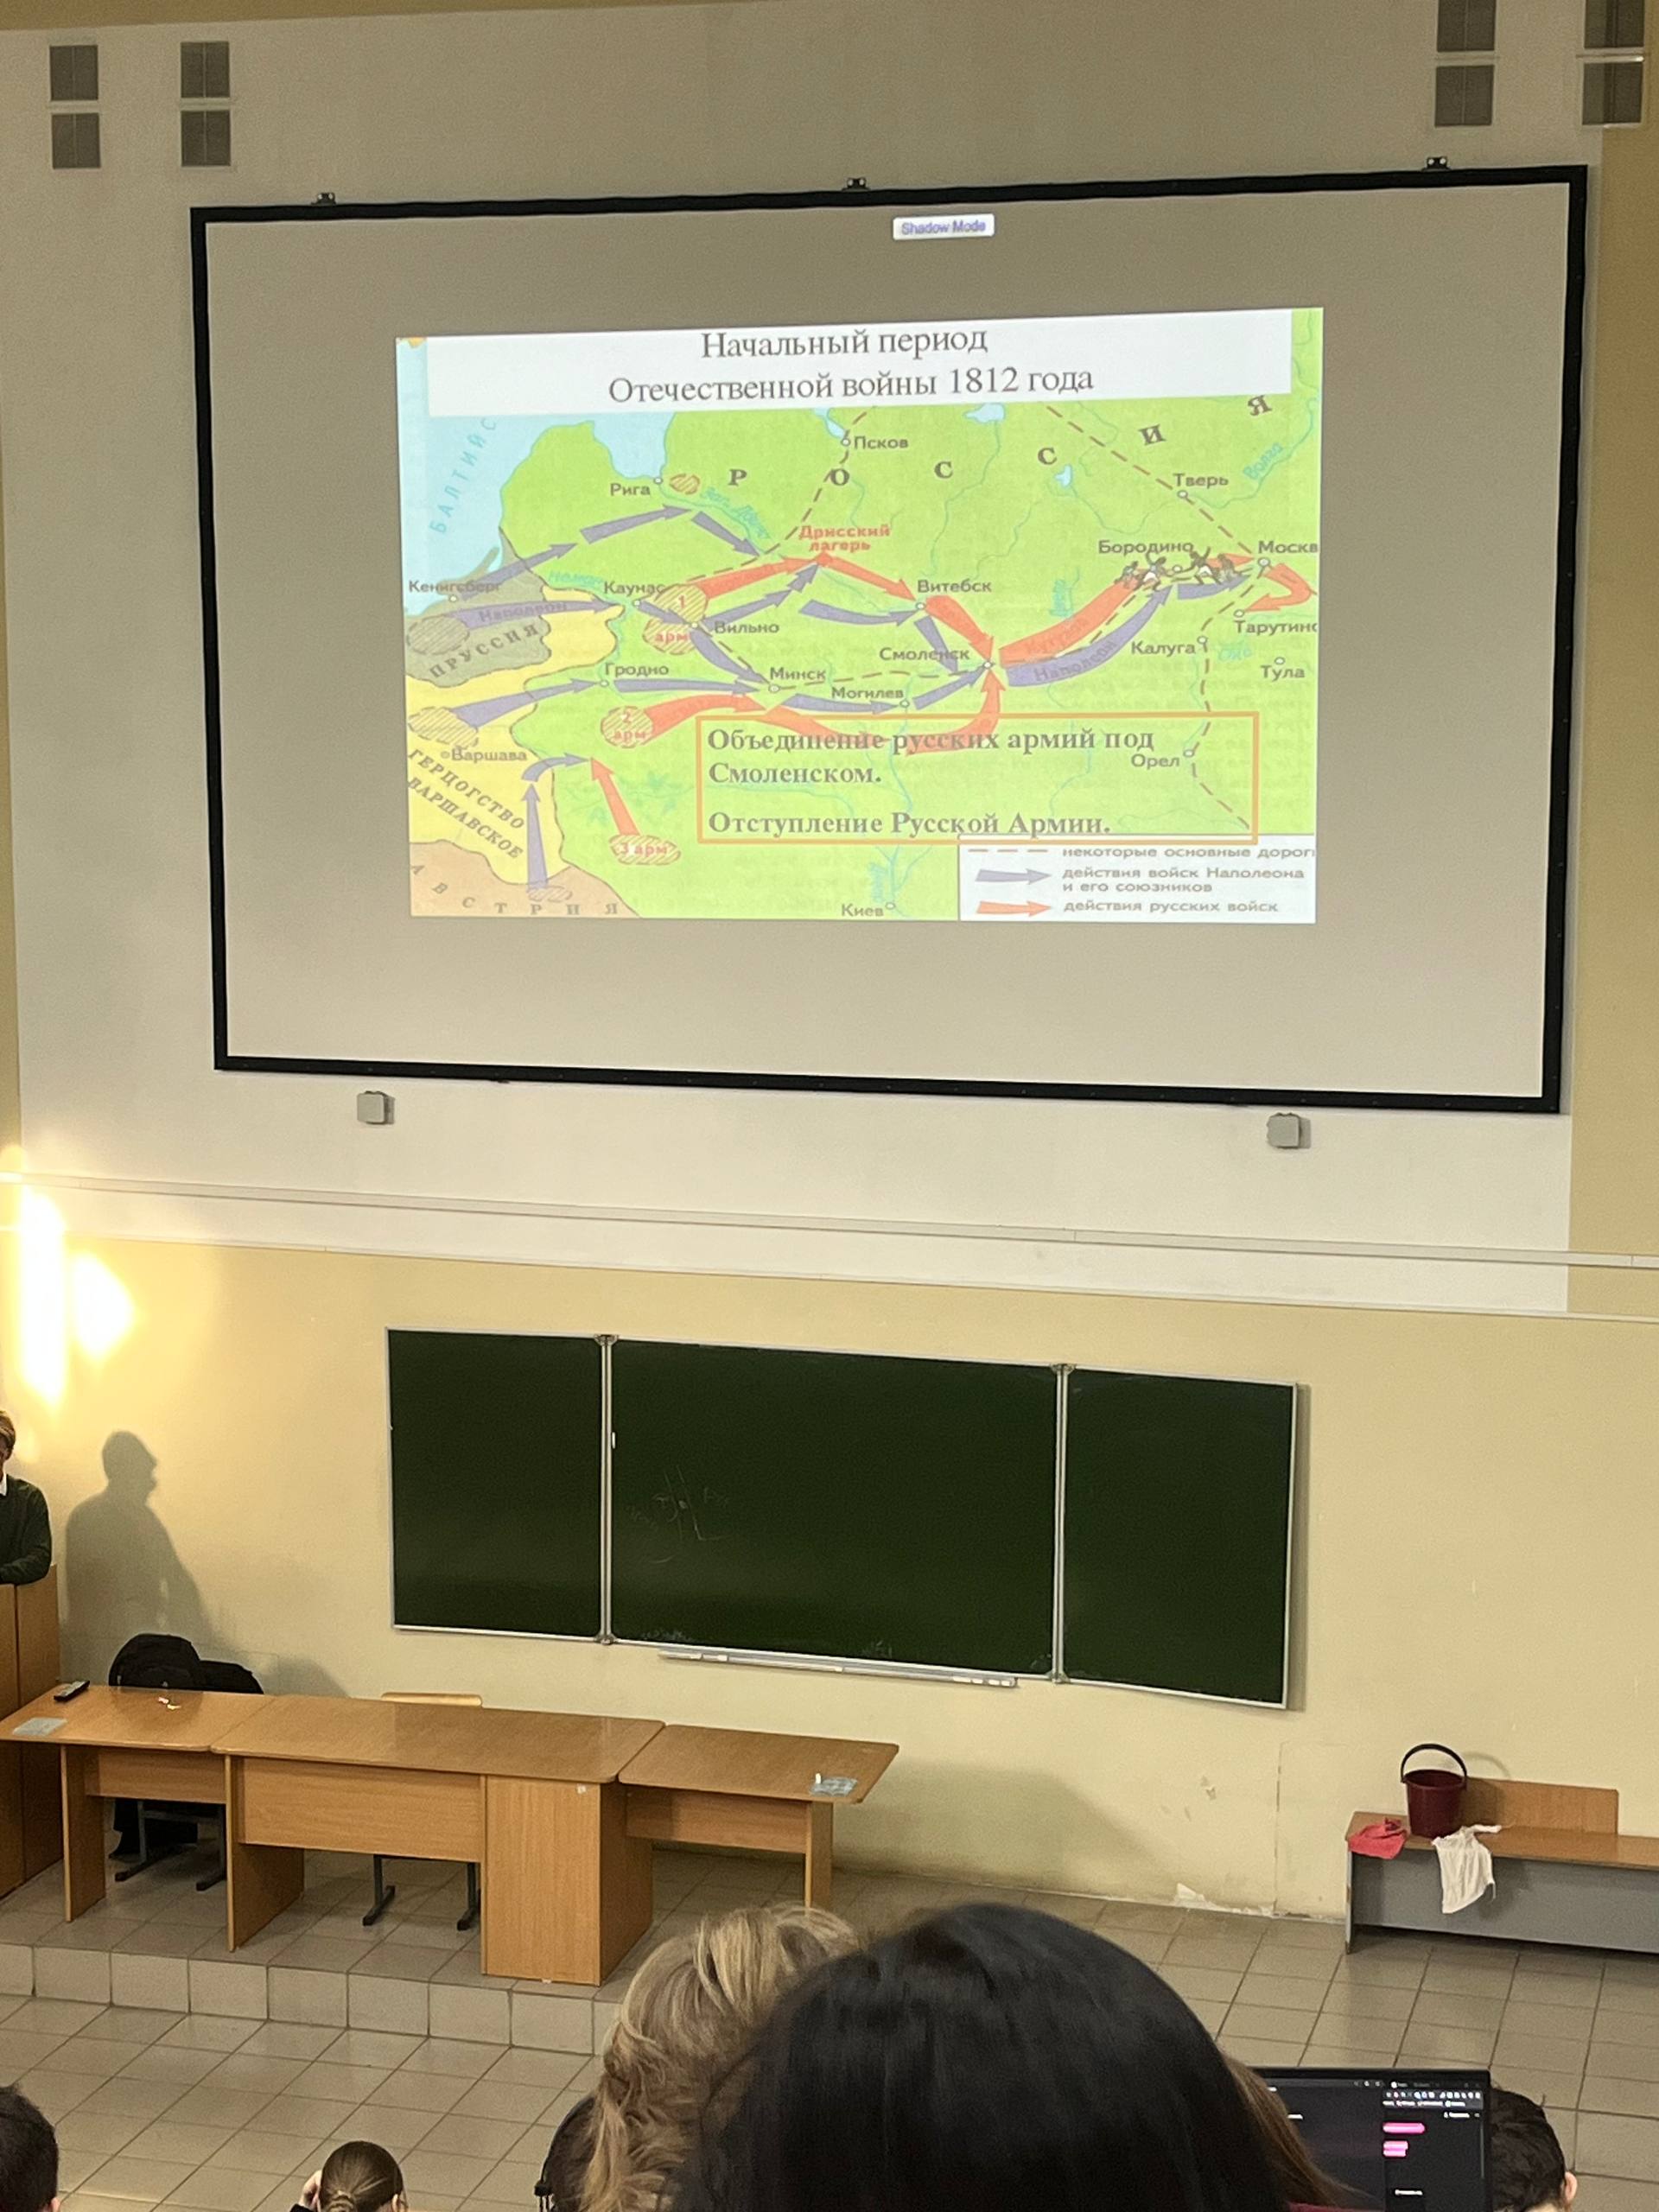 Shadow Mode
Начальный период
Отечественной войны 1812 года
БАЛТИЙС
Псков
Р О С С И Я
Тверь
Волга
Рига
Зап. Двина
Дрисский
лагерь
Бородино
Москв
Кенигсберг
Неман
Каунас
Витебск
Наполеон
1
арм
Вильно
Тарутино
ПРУССИЯ
Смоленск
Кутузов
Наполеон
Калуга
Ока
Гродно
Минск
Тула
Могилев
2
арм
Объединение русских армий под
Смоленском.
Орел
Варшава
ГЕРЦОГСТВО
ВАРШАВСКОЕ
Отступление Русской Армии.
3 арм
некоторые основные дорог
действия войск Наполеона
и его союзников
действия русских войск
А В С Т Р И Я
Киев